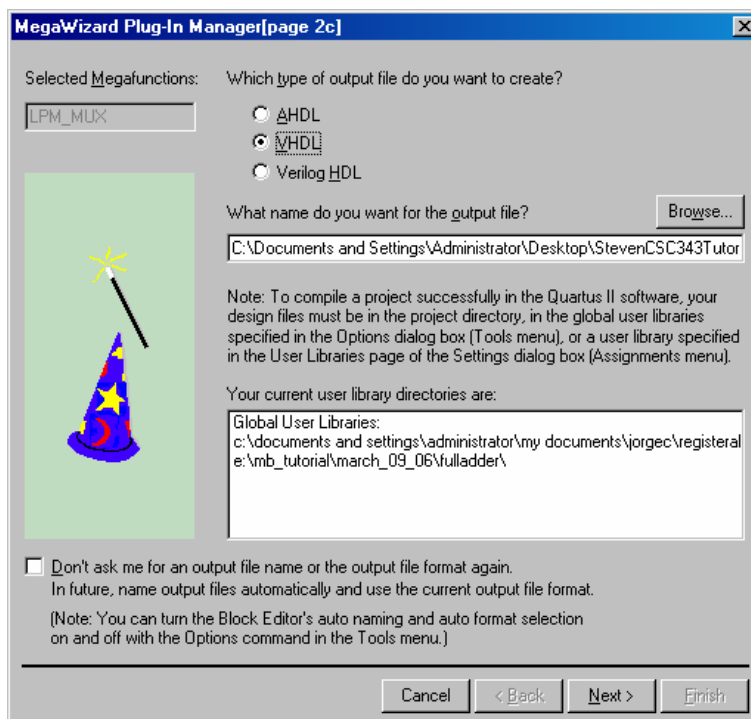 MegaWizard Plug-In Manager[page 2c]
Selected Megafunctions:
LPM_MUX
Which type of output file do you want to create?
AHDL
VHDL
Verilog HDL
What name do you want for the output file?
Browse...
C:\Documents and Settings\Administrator\Desktop\StevenCSC343Tutor
Note: To compile a project successfully in the Quartus II software, your
design files must be in the project directory, in the global user libraries
specified in the Options dialog box (Tools menu), or a user library specified
in the User Libraries page of the Settings dialog box (Assignments menu).
Your current user library directories are:
Global User Libraries:
c:\documents and settings\administrator\my documents\jorgec\registeral
e:\mb_tutorial\march_09_06\fulladder\
Don't ask me for an output file name or the output file format again.
In future, name output files automatically and use the current output file format.
(Note: You can turn the Block Editor's auto naming and auto format selection
on and off with the Options command in the Tools menu.)
Cancel
< Back
Next >
Finish